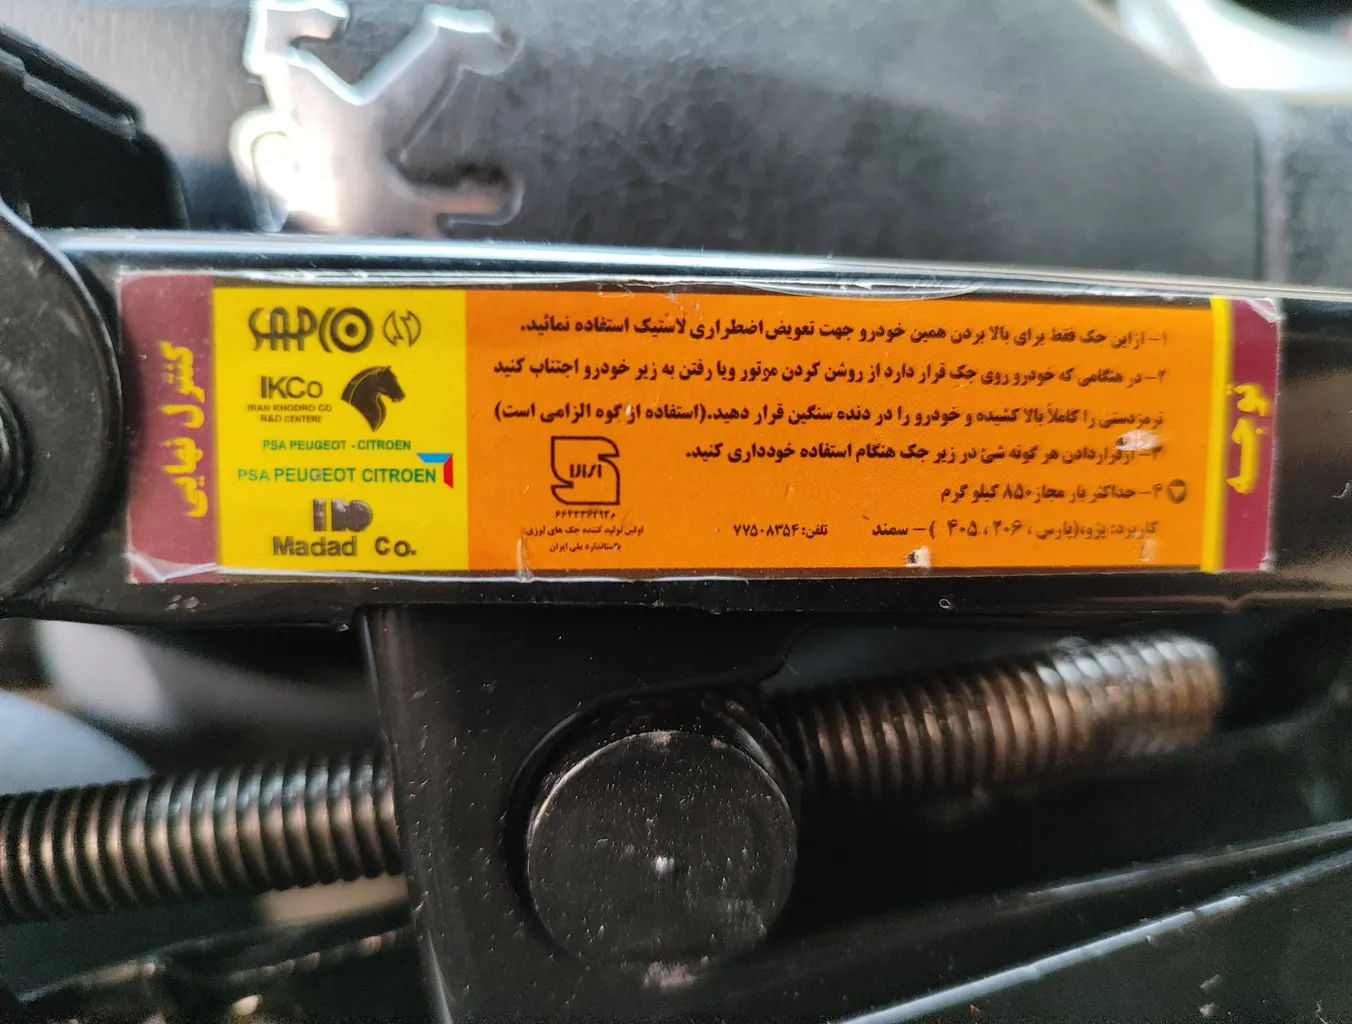 توجه
۱- ازاین جک فقط برای بالا بردن همین خودرو جهت تعویض اضطراری لاستیک استفاده نمائید.
۲- در هنگامی که خودرو روی جک قرار دارد از روشن کردن موتور ویا رفتن به زیر خودرو اجتناب کنید
ترمزدستی را کاملاً بالا کشیده و خودرو را در دنده سنگین قرار دهید.(استفاده از گوه الزامی است)
۳- ازقراردادن هر گونه شئ در زیر جک هنگام استفاده خودداری کنید.
۴- حداکثر بار مجاز ۸۵۰ کیلو گرم
کاربرد: پژو،(پارس ، ۲۰۶ ، ۴۰۵ ) – سمند
تلفن: ۷۷۵۰۸۳۵۴
اولین تولید کننده جک های لوزی
استاندارد ملی ایران
SAPCO
IKCO
IRAN KHODRO CO
R&D CENTERE
PSA PEUGEOT - CITROEN
PSA PEUGEOT CITROEN
Madad Co.
کنترل نهایی